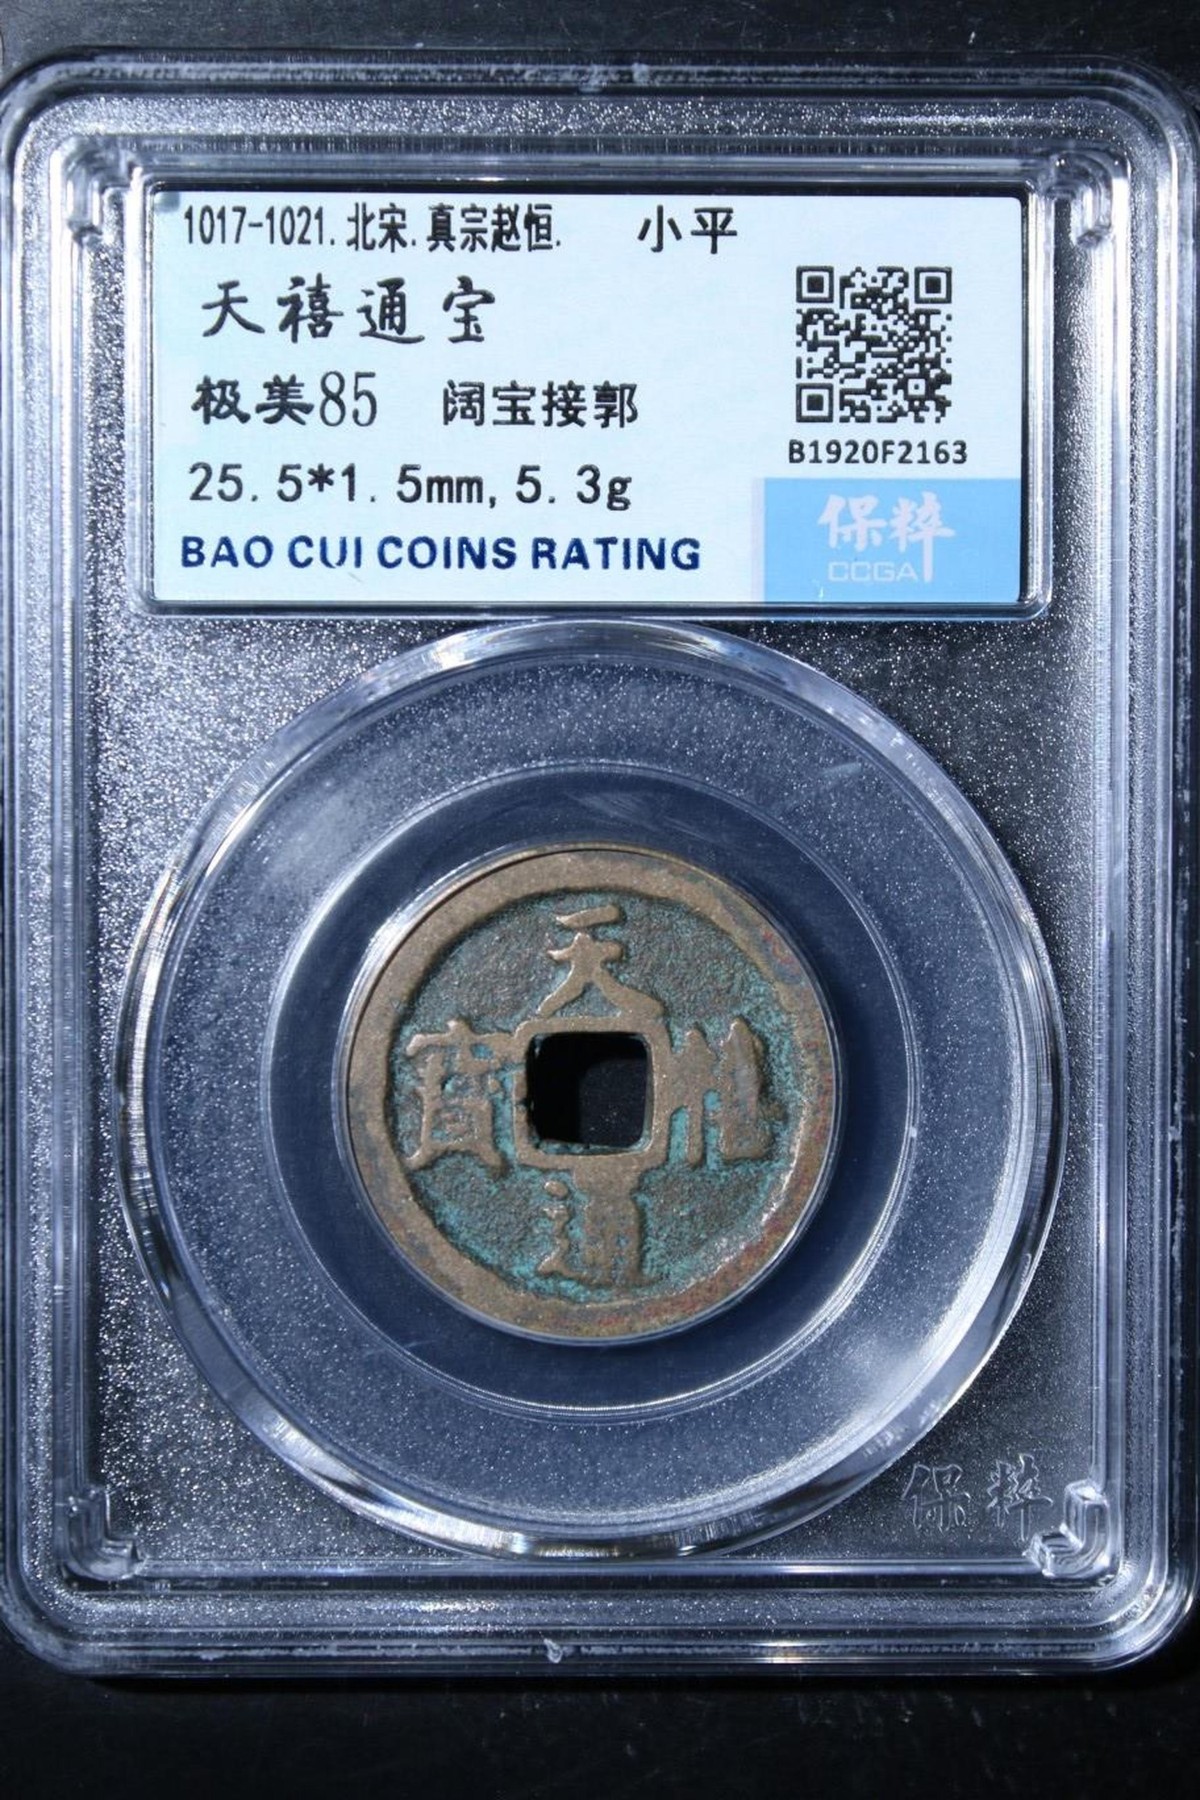 1017-1021.北宋.真宗赵恒. 小平
天禧通宝
极美85 阔宝接郭
B1920F2163
25.5*1.5mm,5.3g
BAO CUI COINS RATING
保粹
CCGA
天
寶 禧
通
保粹